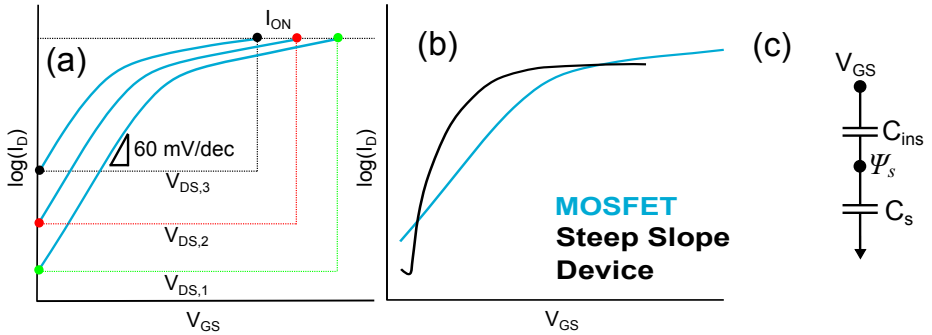 (a)
I_ON
60 mV/dec
V_DS,3
V_DS,2
V_DS,1
log(I_D)
V_GS
(b)
log(I_D)
MOSFET
Steep Slope
Device
V_GS
(c)
V_GS
C_ins
Ψ_s
C_s